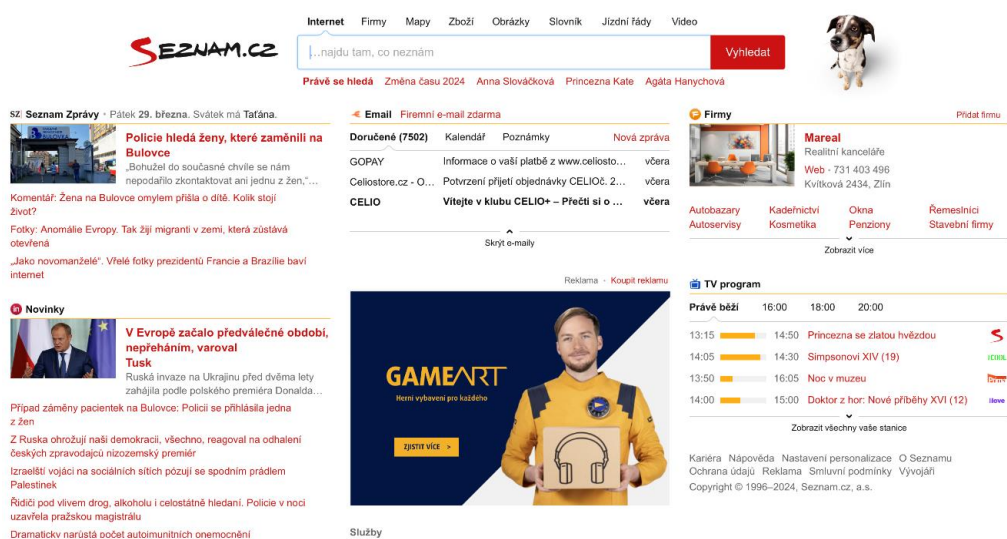 Internet Firmy Mapy Zboží Obrázky Slovník Jízdní řády Video
SEZNAM.CZ
...najdu tam, co neznám
Vyhledat
Právě se hledá Změna času 2024 Anna Slováčková Princezna Kate Agáta Hanychová
SZ Seznam Zprávy · Pátek 29. března. Svátek má Taťána.
Policie hledá ženy, které zaměnili na
Bulovce
„Bohužel do současné chvíle se nám
nepodařilo zkontaktovat ani jednu z žen,“...
Komentář: Žena na Bulovce omylem přišla o dítě. Kolik stojí
život?
Fotky: Anomálie Evropy. Tak žijí migranti v zemi, která zůstává
otevřená
„Jako novomanželé“. Vřelé fotky prezidentů Francie a Brazílie baví
internet
Novinky
V Evropě začalo předválečné období,
nepřeháním, varoval
Tusk
Ruská invaze na Ukrajinu před dvěma lety
zahájila podle polského premiéra Donalda...
Případ záměny pacientek na Bulovce: Policii se přihlásila jedna
z žen
Z Ruska ohrožují naši demokracii, všechno, reagoval na odhalení
českých zpravodajců nizozemský premiér
Izraelští vojáci na sociálních sítích pózují se spodním prádlem
Palestinek
Řidiči pod vlivem drog, alkoholu i celostátně hledaní. Policie v noci
uzavřela pražskou magistrálu
Dramaticky narůstá počet autoimunitních onemocnění
Email Firemní e-mail zdarma
Doručené (7502) Kalendář Poznámky Nová zpráva
GOPAY Informace o vaší platbě z www.celiosto... včera
Celiostore.cz - O... Potvrzení přijetí objednávky CELIOč. 2... včera
CELIO Vítejte v klubu CELIO+ – Přečti si o ... včera
Skrýt e-maily
Reklama · Koupit reklamu
GAMEART
Herní vybavení pro každého
ZJISTIT VÍCE >
Služby
Firmy Přidat firmu
Mareal
Realitní kanceláře
Web · 731 403 496
Kvítková 2434, Zlín
Autobazary Kadeřnictví Okna Řemeslníci
Autoservisy Kosmetika Penziony Stavební firmy
Zobrazit více
TV program
Právě běží 16:00 18:00 20:00
13:15 14:50 Princezna se zlatou hvězdou
14:05 14:30 Simpsonovi XIV (19)
13:50 16:05 Noc v muzeu
14:00 15:00 Doktor z hor: Nové příběhy XVI (12)
Zobrazit všechny vaše stanice
Kariéra Nápověda Nastavení personalizace O Seznamu
Ochrana údajů Reklama Smluvní podmínky Vývojáři
Copyright © 1996–2024, Seznam.cz, a.s.